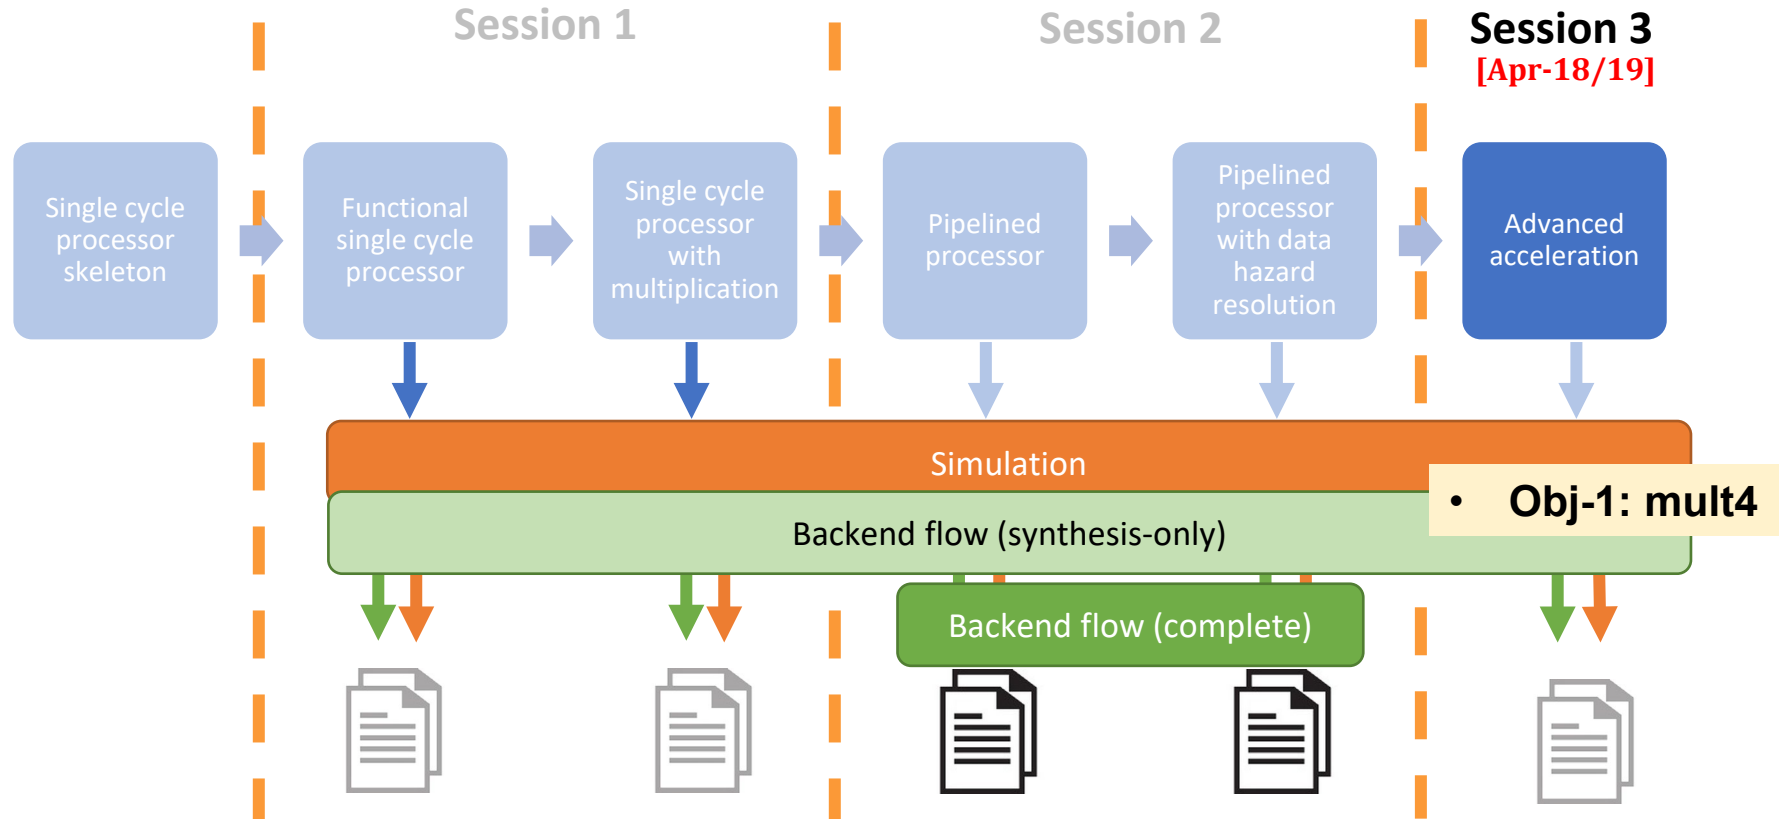 Session 1
Session 2
Session 3
[Apr-18/19]
Single cycle
processor
skeleton
Functional
single cycle
processor
Single cycle
processor
with
multiplication
Pipelined
processor
Pipelined
processor
with data
hazard
resolution
Advanced
acceleration
Simulation
• Obj-1: mult4
Backend flow (synthesis-only)
Backend flow (complete)